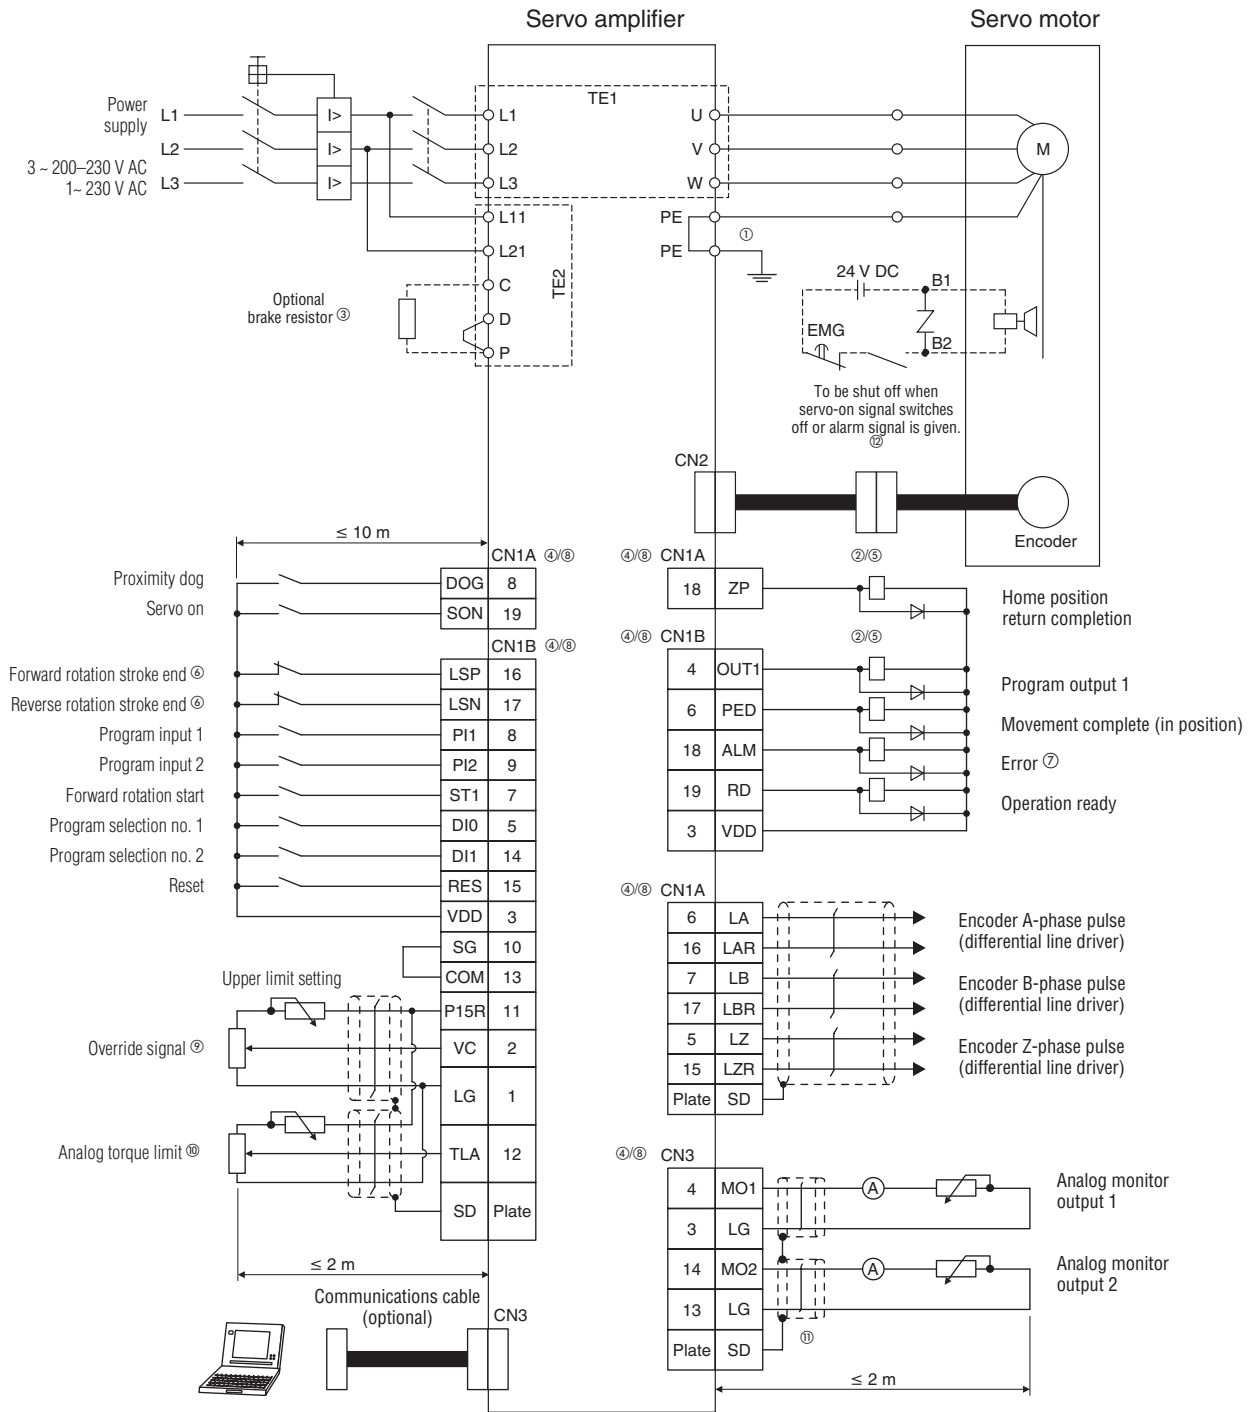 Servo amplifier
Servo motor
Power
supply
L1
L2
L3
3 ~ 200–230 V AC
1~ 230 V AC
I>
I>
I>
TE1
L1
L2
L3
L11
L21
C
D
P
TE2
U
V
W
PE
PE
①
M
Optional
brake resistor ③
24 V DC
B1
EMG
B2
To be shut off when
servo-on signal switches
off or alarm signal is given.
⑫
CN2
Encoder
≤ 10 m
CN1A ④/⑧
Proximity dog
DOG 8
Servo on
SON 19
CN1B ④/⑧
Forward rotation stroke end ⑥
LSP 16
Reverse rotation stroke end ⑥
LSN 17
Program input 1
PI1 8
Program input 2
PI2 9
Forward rotation start
ST1 7
Program selection no. 1
DI0 5
Program selection no. 2
DI1 14
Reset
RES 15
VDD 3
SG 10
COM 13
Upper limit setting
P15R 11
Override signal ⑨
VC 2
LG 1
Analog torque limit ⑩
TLA 12
SD Plate
≤ 2 m
Communications cable
(optional)
CN3
④/⑧ CN1A
②/⑤
18 ZP
Home position
return completion
④/⑧ CN1B
②/⑤
4 OUT1
Program output 1
6 PED
Movement complete (in position)
18 ALM
Error ⑦
19 RD
Operation ready
3 VDD
④/⑧ CN1A
6 LA
16 LAR
Encoder A-phase pulse
(differential line driver)
7 LB
17 LBR
Encoder B-phase pulse
(differential line driver)
5 LZ
15 LZR
Encoder Z-phase pulse
(differential line driver)
Plate SD
④/⑧ CN3
4 MO1
A
Analog monitor
output 1
3 LG
14 MO2
A
Analog monitor
output 2
13 LG
⑪
Plate SD
≤ 2 m